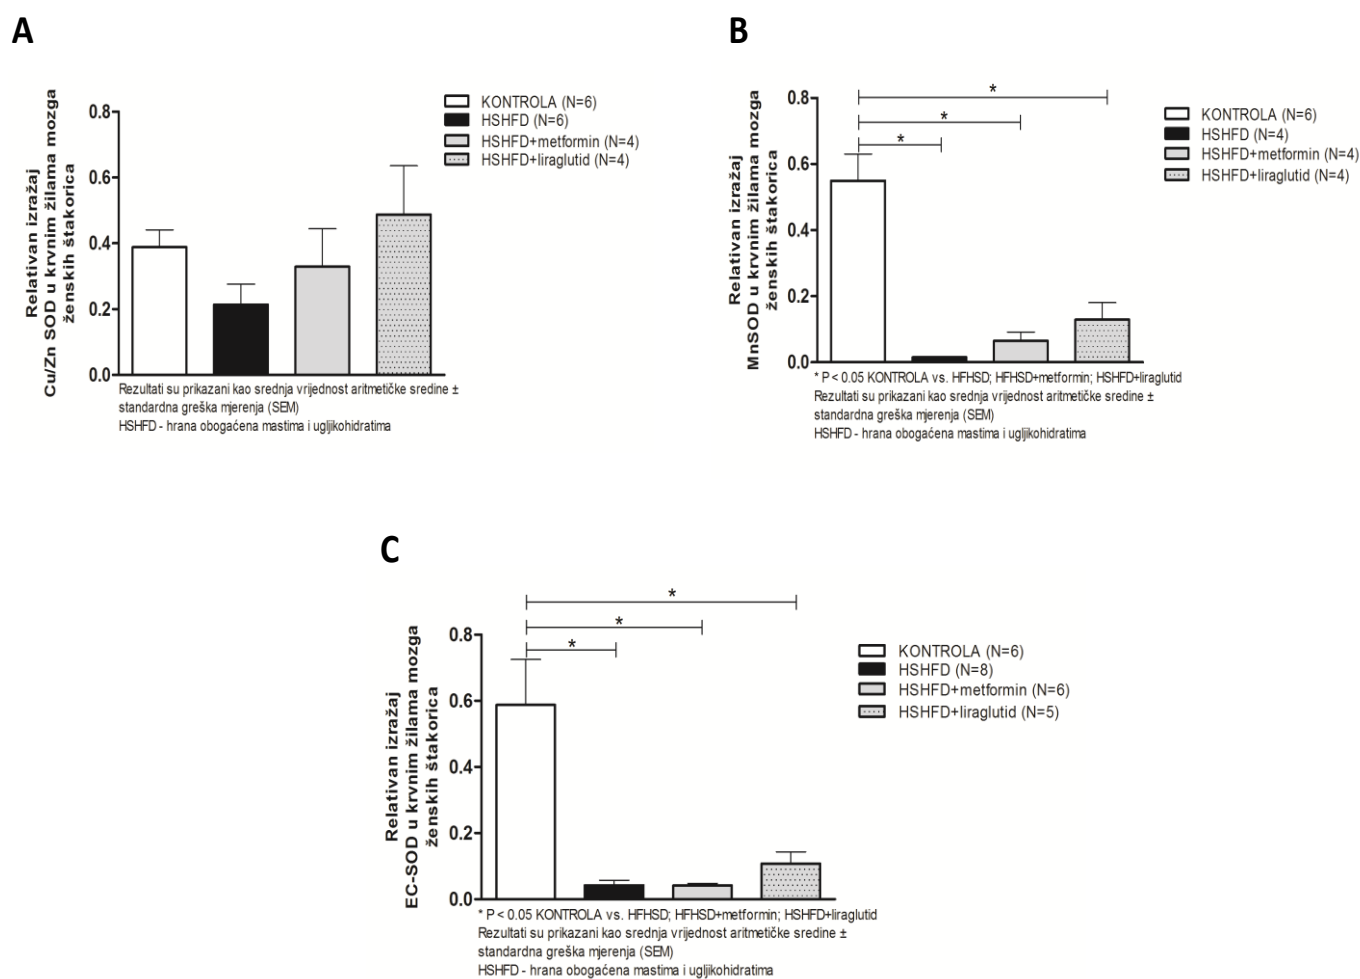 A
Relativan izražaj
Cu/Zn SOD u krvnim žilama mozga
ženskih štakorica
0.8
0.6
0.4
0.2
0.0
KONTROLA (N=6)
HSHFD (N=6)
HSHFD+metformin (N=4)
HSHFD+liraglutid (N=4)
Rezultati su prikazani kao srednja vrijednost aritmetičke sredine ±
standardna greška mjerenja (SEM)
HSHFD - hrana obogaćena mastima i ugljikohidratima
B
Relativan izražaj
MnSOD u krvnim žilama mozga
ženskih štakorica
0.8
0.6
0.4
0.2
0.0
*
*
*
KONTROLA (N=6)
HSHFD (N=4)
HSHFD+metformin (N=4)
HSHFD+liraglutid (N=4)
* P < 0.05 KONTROLA vs. HFHSD; HFHSD+metformin; HSHFD+liraglutid
Rezultati su prikazani kao srednja vrijednost aritmetičke sredine ±
standardna greška mjerenja (SEM)
HSHFD - hrana obogaćena mastima i ugljikohidratima
C
Relativan izražaj
EC-SOD u krvnim žilama mozga
ženskih štakorica
0.8
0.6
0.4
0.2
0.0
*
*
*
KONTROLA (N=6)
HSHFD (N=8)
HSHFD+metformin (N=6)
HSHFD+liraglutid (N=5)
* P < 0.05 KONTROLA vs. HFHSD; HFHSD+metformin; HSHFD+liraglutid
Rezultati su prikazani kao srednja vrijednost aritmetičke sredine ±
standardna greška mjerenja (SEM)
HSHFD - hrana obogaćena mastima i ugljikohidratima